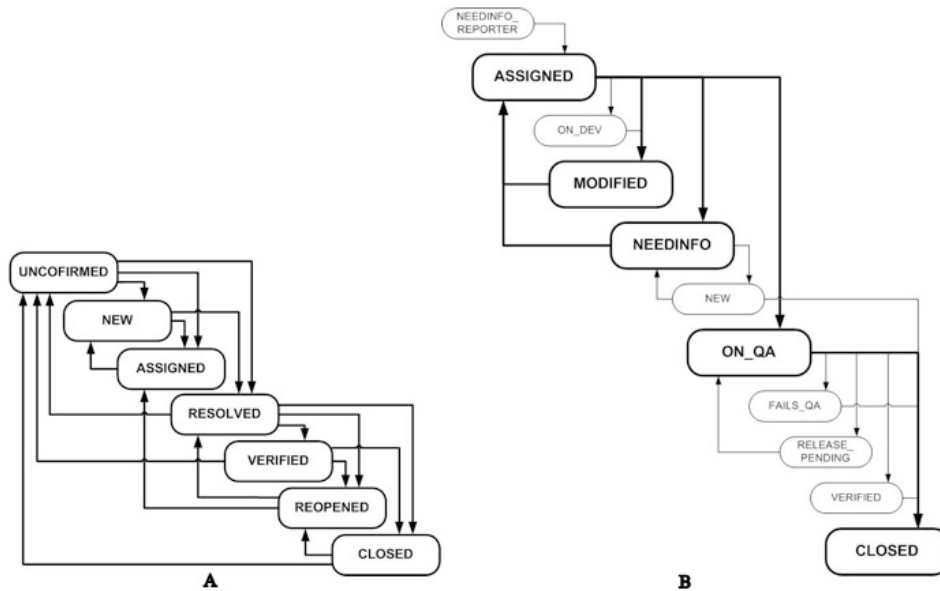 NEEDINFO_
REPORTER
ASSIGNED
ON_DEV
MODIFIED
NEEDINFO
NEW
ON_QA
FAILS_QA
RELEASE_
PENDING
VERIFIED
CLOSED
B
UNCOFIRMED
NEW
ASSIGNED
RESOLVED
VERIFIED
REOPENED
CLOSED
A